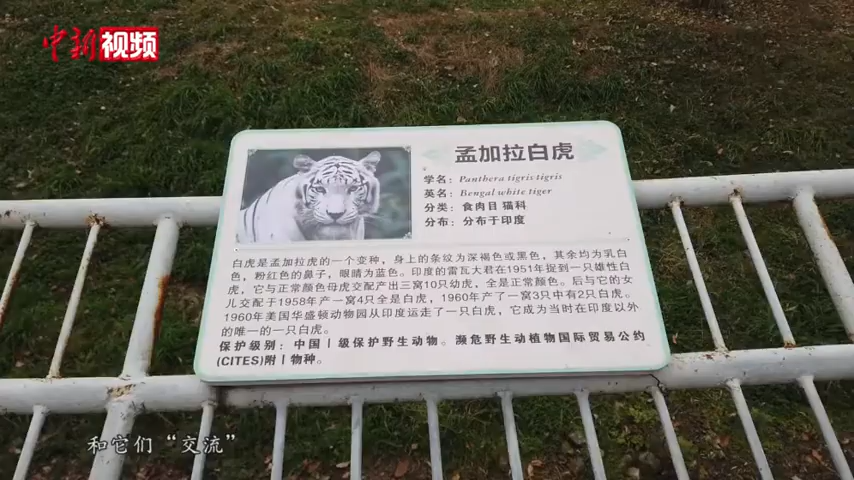 中新视频
孟加拉白虎
学名：Panthera tigris tigris
英名：Bengal white tiger
分类：食肉目 猫科
分布：分布于印度
白虎是孟加拉虎的一个变种，身上的条纹为深褐色或黑色，其余均为乳白
色，粉红色的鼻子，眼睛为蓝色。印度的雷瓦大君在1951年捉到一只雄性白
虎，它与正常颜色母虎交配产出三窝10只幼虎，全是正常颜色。后与它的女
儿交配于1958年产一窝4只全是白虎，1960年产了一窝3只中有2只白虎。
1960年美国华盛顿动物园从印度运走了一只白虎，它成为当时在印度以外
的唯一的一只白虎。
保护级别：中国Ⅰ级保护野生动物。濒危野生动植物国际贸易公约
(CITES)附Ⅰ物种。
和它们“交流”